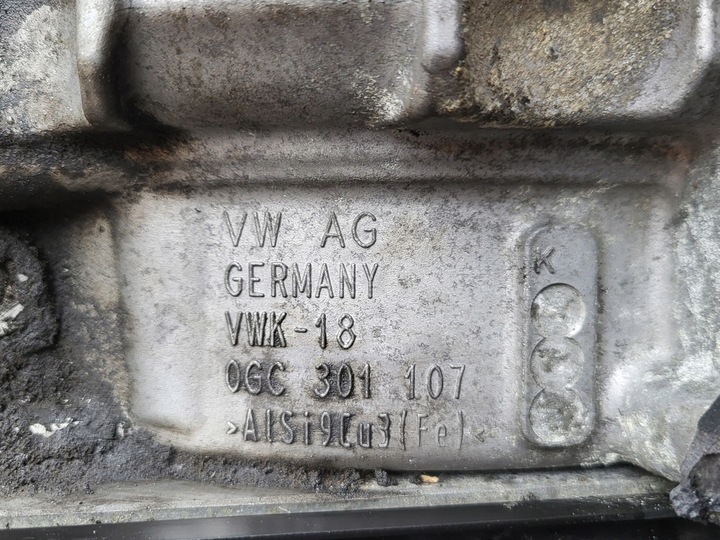 VW AG
GERMANY
VWK-18
0GC 301 107
>AlSi9Cu3(Fe)<
K